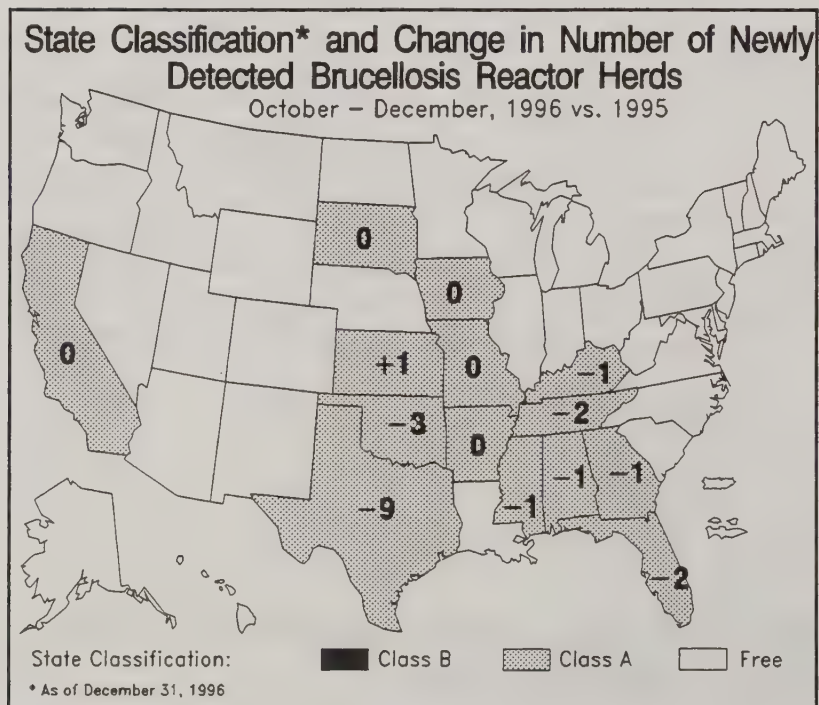 State Classification* and Change in Number of Newly
Detected Brucellosis Reactor Herds
October – December, 1996 vs. 1995
0
0
0
+1
0
−1
−3
−2
0
−9
−1
−1
−1
−2
State Classification:
Class B
Class A
Free
* As of December 31, 1996